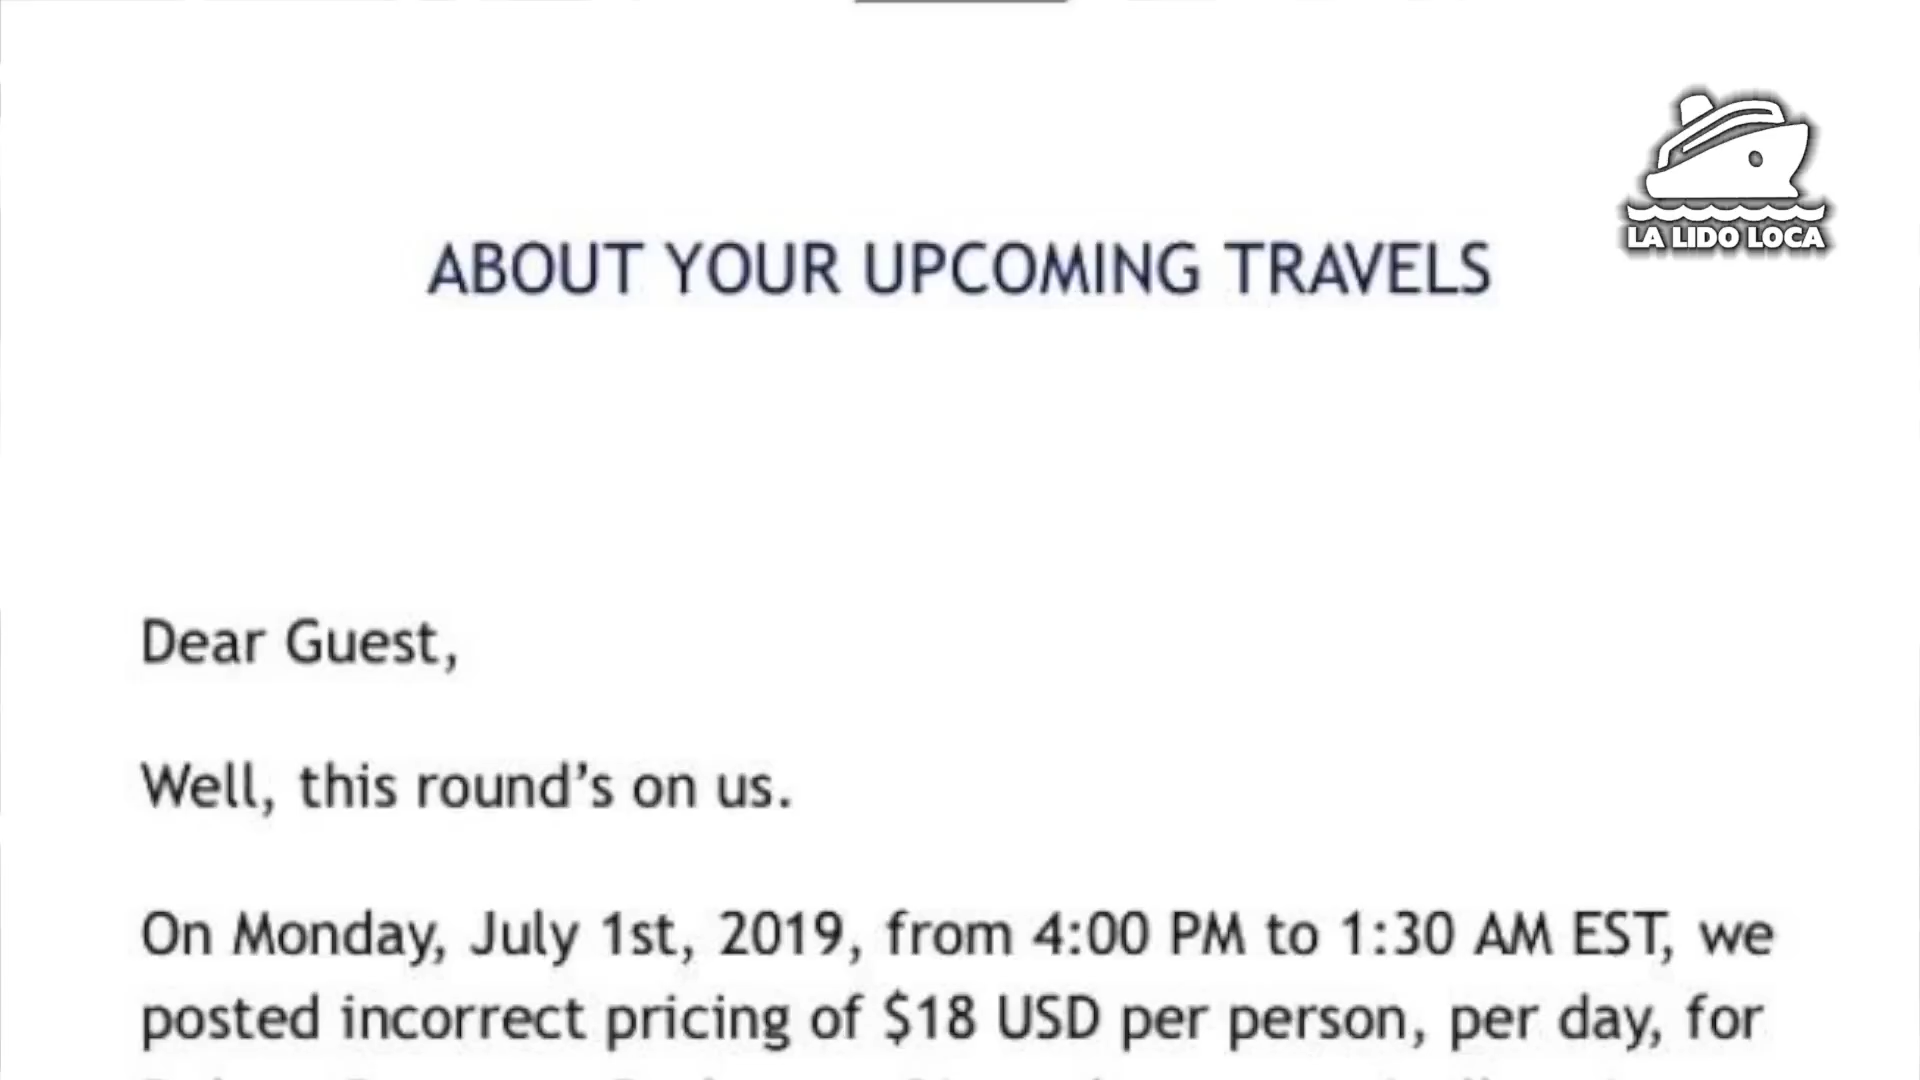 LA LIDO LOCA
ABOUT YOUR UPCOMING TRAVELS
Dear Guest,
Well, this round’s on us.
On Monday, July 1st, 2019, from 4:00 PM to 1:30 AM EST, we
posted incorrect pricing of $18 USD per person, per day, for